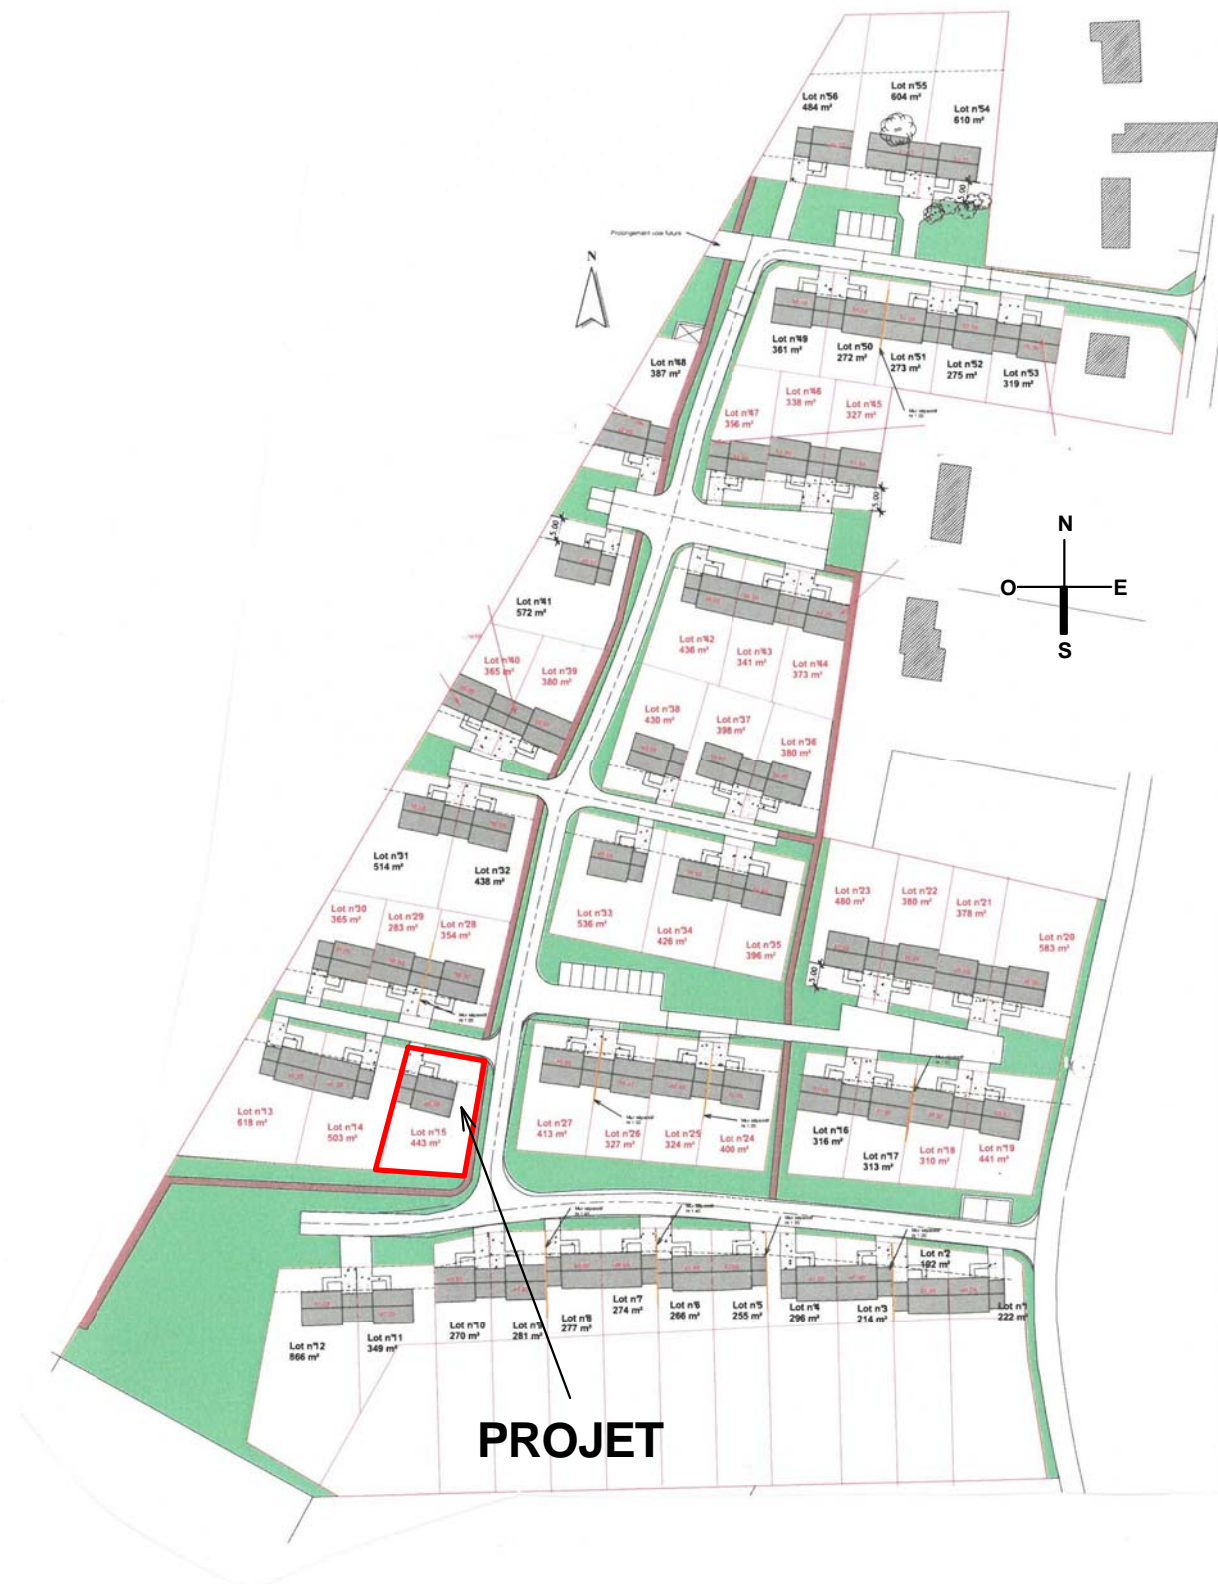 Lot n°56
484 m²
Lot n°55
604 m²
Lot n°54
610 m²
5.00
Prolongement voie future
N
Lot n°49
361 m²
Lot n°50
272 m²
Lot n°51
273 m²
Lot n°52
275 m²
Lot n°53
319 m²
Lot n°48
387 m²
Lot n°47
356 m²
Lot n°46
338 m²
Lot n°45
327 m²
5.00
5.00
N
O
E
S
Lot n°41
572 m²
Lot n°42
436 m²
Lot n°43
341 m²
Lot n°44
373 m²
Lot n°40
365 m²
Lot n°39
380 m²
Lot n°38
430 m²
Lot n°37
398 m²
Lot n°36
380 m²
Lot n°31
514 m²
Lot n°32
438 m²
Lot n°30
365 m²
Lot n°29
283 m²
Lot n°28
354 m²
Lot n°33
536 m²
Lot n°34
426 m²
Lot n°35
396 m²
Lot n°23
480 m²
Lot n°22
380 m²
Lot n°21
378 m²
Lot n°20
583 m²
5.00
Lot n°13
618 m²
Lot n°14
503 m²
Lot n°15
443 m²
Lot n°27
413 m²
Lot n°26
327 m²
Lot n°25
324 m²
Lot n°24
400 m²
Lot n°16
316 m²
Lot n°17
313 m²
Lot n°18
310 m²
Lot n°19
441 m²
Lot n°12
866 m²
Lot n°11
349 m²
Lot n°10
270 m²
Lot n°9
281 m²
Lot n°8
277 m²
Lot n°7
274 m²
Lot n°6
266 m²
Lot n°5
255 m²
Lot n°4
296 m²
Lot n°3
214 m²
Lot n°2
192 m²
Lot n°1
222 m²
PROJET